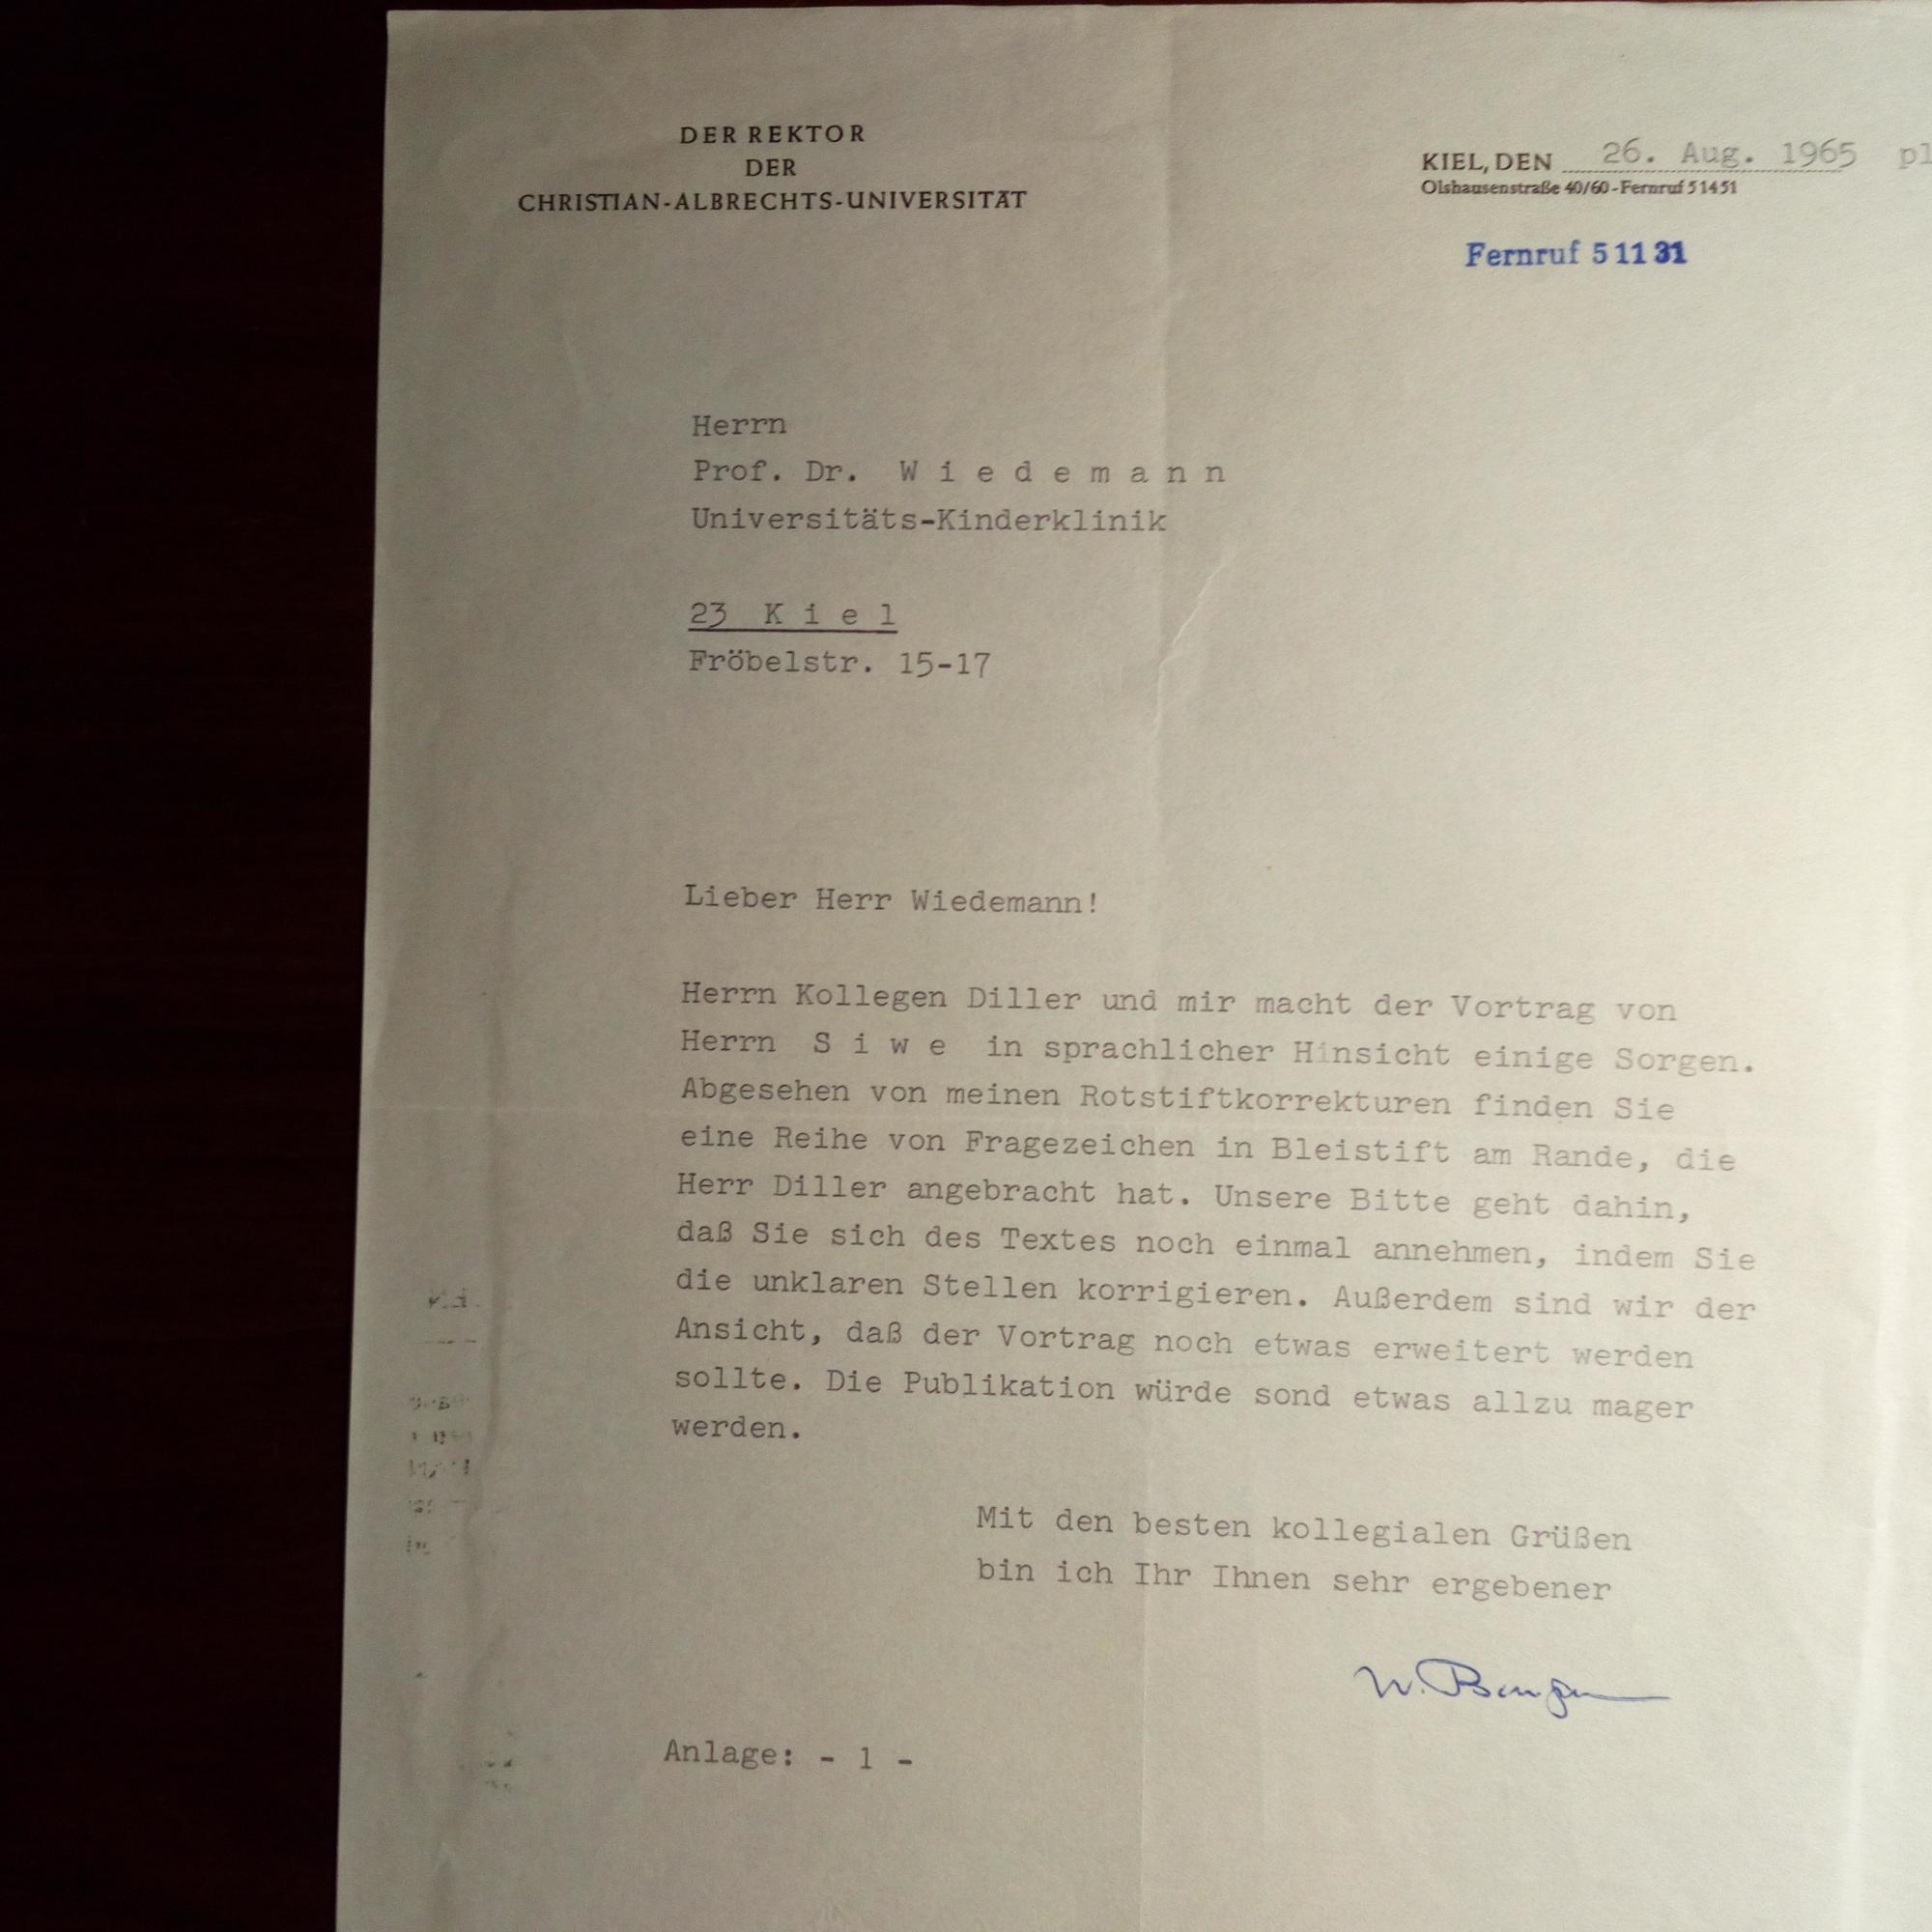 DER REKTOR
DER
CHRISTIAN-ALBRECHTS-UNIVERSITÄT
KIEL, DEN 26. Aug. 1965 pl
Olshausenstraße 40/60 - Fernruf 51451
Fernruf 51131
Herrn
Prof. Dr. W i e d e m a n n
Universitäts-Kinderklinik
23 K i e l
Fröbelstr. 15-17
Lieber Herr Wiedemann!
Herrn Kollegen Diller und mir macht der Vortrag von
Herrn S i w e in sprachlicher Hinsicht einige Sorgen.
Abgesehen von meinen Rotstiftkorrekturen finden Sie
eine Reihe von Fragezeichen in Bleistift am Rande, die
Herr Diller angebracht hat. Unsere Bitte geht dahin,
daß Sie sich des Textes noch einmal annehmen, indem Sie
die unklaren Stellen korrigieren. Außerdem sind wir der
Ansicht, daß der Vortrag noch etwas erweitert werden
sollte. Die Publikation würde sond etwas allzu mager
werden.
Mit den besten kollegialen Grüßen
bin ich Ihr Ihnen sehr ergebener
Anlage: - 1 -